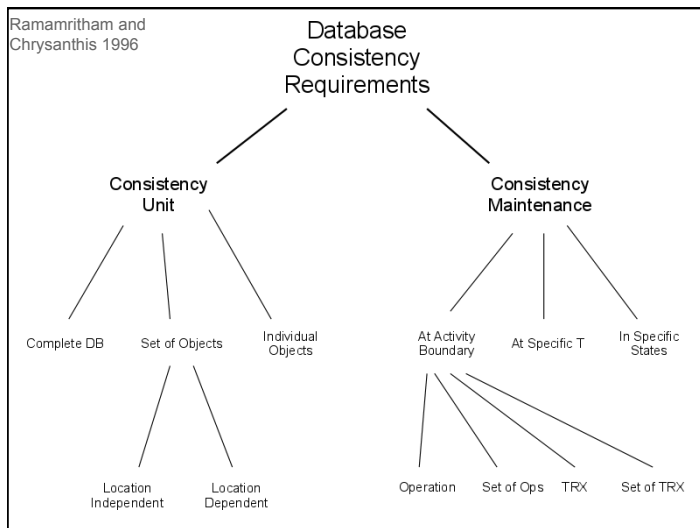 Ramamritham and
Chrysanthis 1996
Database
Consistency
Requirements
Consistency
Unit
Consistency
Maintenance
Complete DB
Set of Objects
Individual
Objects
At Activity
Boundary
At Specific T
In Specific
States
Location
Independent
Location
Dependent
Operation
Set of Ops
TRX
Set of TRX